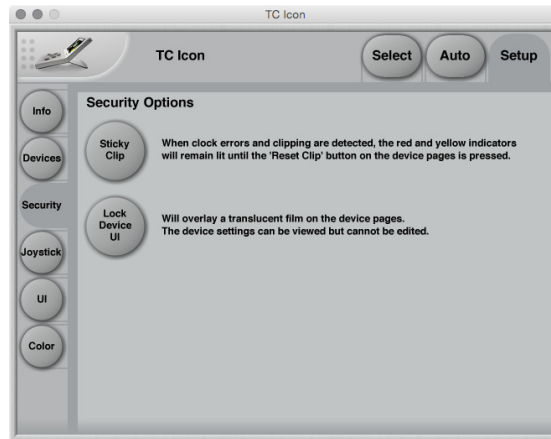 TC Icon
TC Icon
Select
Auto
Setup
Info
Devices
Security
Joystick
UI
Color
Security Options
Sticky
Clip
When clock errors and clipping are detected, the red and yellow indicators
will remain lit until the 'Reset Clip' button on the device pages is pressed.
Lock
Device
UI
Will overlay a translucent film on the device pages.
The device settings can be viewed but cannot be edited.